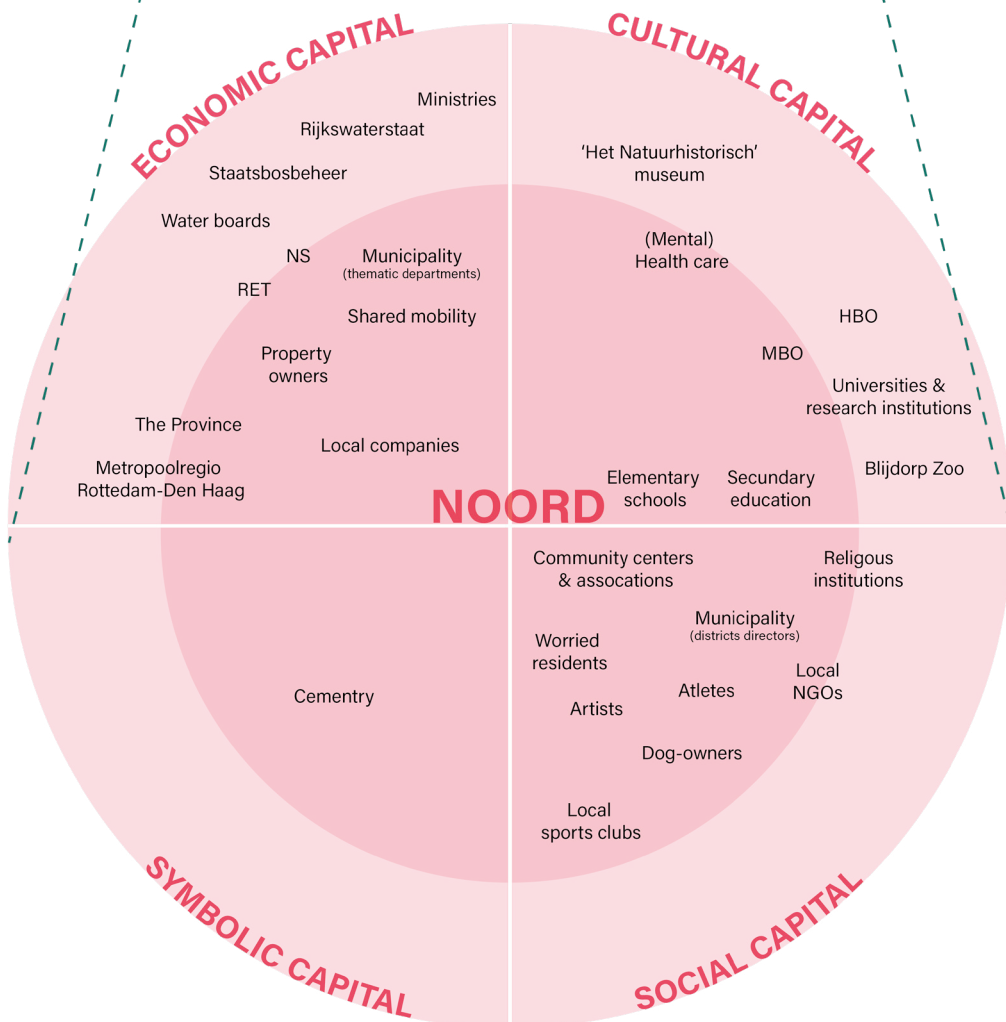 ECONOMIC CAPITAL
Ministries
Rijkswaterstaat
Staatsbosbeheer
Water boards
NS
Municipality
(thematic departments)
RET
Shared mobility
Property
owners
The Province
Local companies
Metropoolregio
Rottedam-Den Haag
CULTURAL CAPITAL
‘Het Natuurhistorisch’
museum
(Mental)
Health care
HBO
MBO
Universities &
research institutions
Blijdorp Zoo
Elementary
schools
Secundary
education
NOORD
Cementry
SYMBOLIC CAPITAL
Community centers
& assocations
Religous
institutions
Municipality
(districts directors)
Worried
residents
Local
NGOs
Atletes
Artists
Dog-owners
Local
sports clubs
SOCIAL CAPITAL